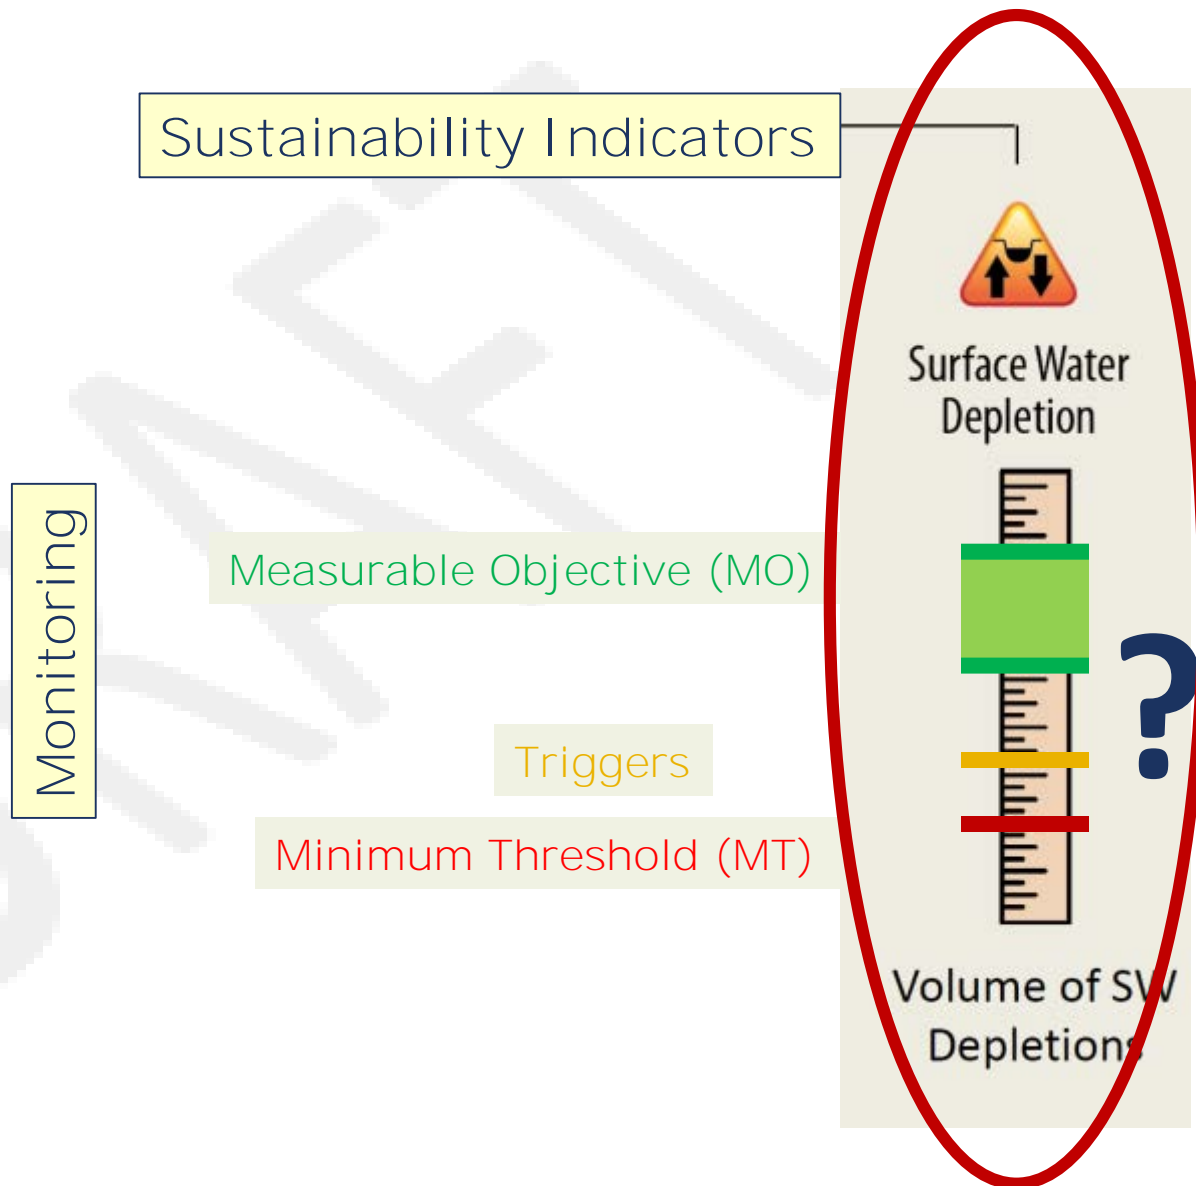 Sustainability Indicators
Surface Water
Depletion
Monitoring
Measurable Objective (MO)
?
Triggers
Minimum Threshold (MT)
Volume of SW
Depletions